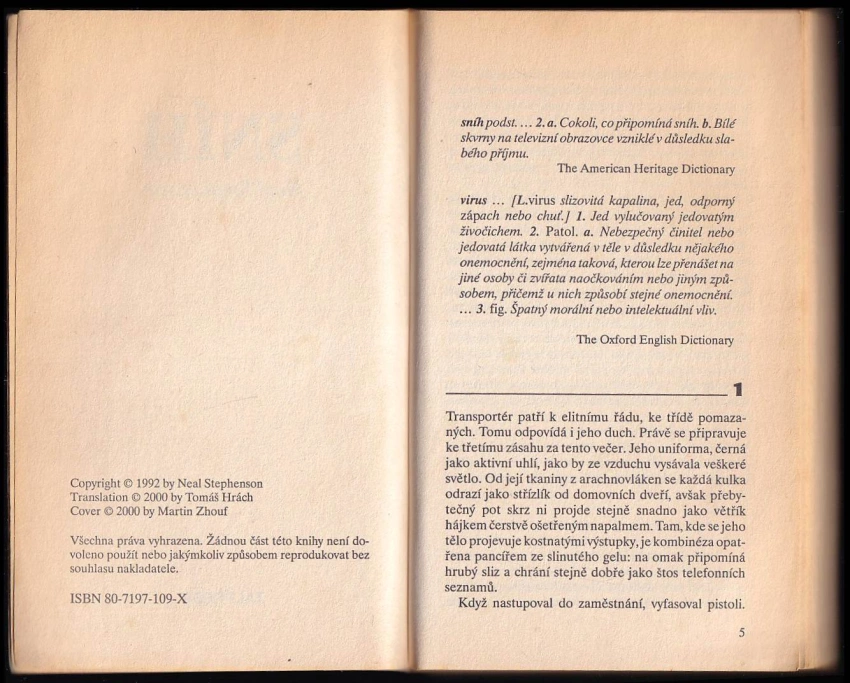 Copyright © 1992 by Neal Stephenson
Translation © 2000 by Tomáš Hrách
Cover © 2000 by Martin Zhouf
Všechna práva vyhrazena. Žádnou část této knihy není do-
voleno použít nebo jakýmkoliv způsobem reprodukovat bez
souhlasu nakladatele.
ISBN 80-7197-109-X
sníh podst. ... 2. a. Cokoli, co připomíná sníh. b. Bílé
skvrny na televizní obrazovce vzniklé v důsledku sla-
bého příjmu.
The American Heritage Dictionary
virus ... [L.virus slizovitá kapalina, jed, odporný
zápach nebo chuť.] 1. Jed vylučovaný jedovatým
živočichem. 2. Patol. a. Nebezpečný činitel nebo
jedovatá látka vytvářená v těle v důsledku nějakého
onemocnění, zejména taková, kterou lze přenášet na
jiné osoby či zvířata naočkováním nebo jiným způ-
sobem, přičemž u nich způsobí stejné onemocnění.
... 3. fig. Špatný morální nebo intelektuální vliv.
The Oxford English Dictionary
1
Transportér patří k elitnímu řádu, ke třídě pomaza-
ných. Tomu odpovídá i jeho duch. Právě se připravuje
ke třetímu zásahu za tento večer. Jeho uniforma, černá
jako aktivní uhlí, jako by ze vzduchu vysávala veškeré
světlo. Od její tkaniny z arachnovláken se každá kulka
odrazí jako střízlík od domovních dveří, avšak přeby-
tečný pot skrz ni projde stejně snadno jako větřík
hájkem čerstvě ošetřeným napalmem. Tam, kde se jeho
tělo projevuje kostnatými výstupky, je kombinéza opat-
řena pancířem ze slinutého gelu: na omak připomíná
hrubý sliz a chrání stejně dobře jako štos telefonních
seznamů.
Když nastupoval do zaměstnání, vyfasoval pistoli.
5